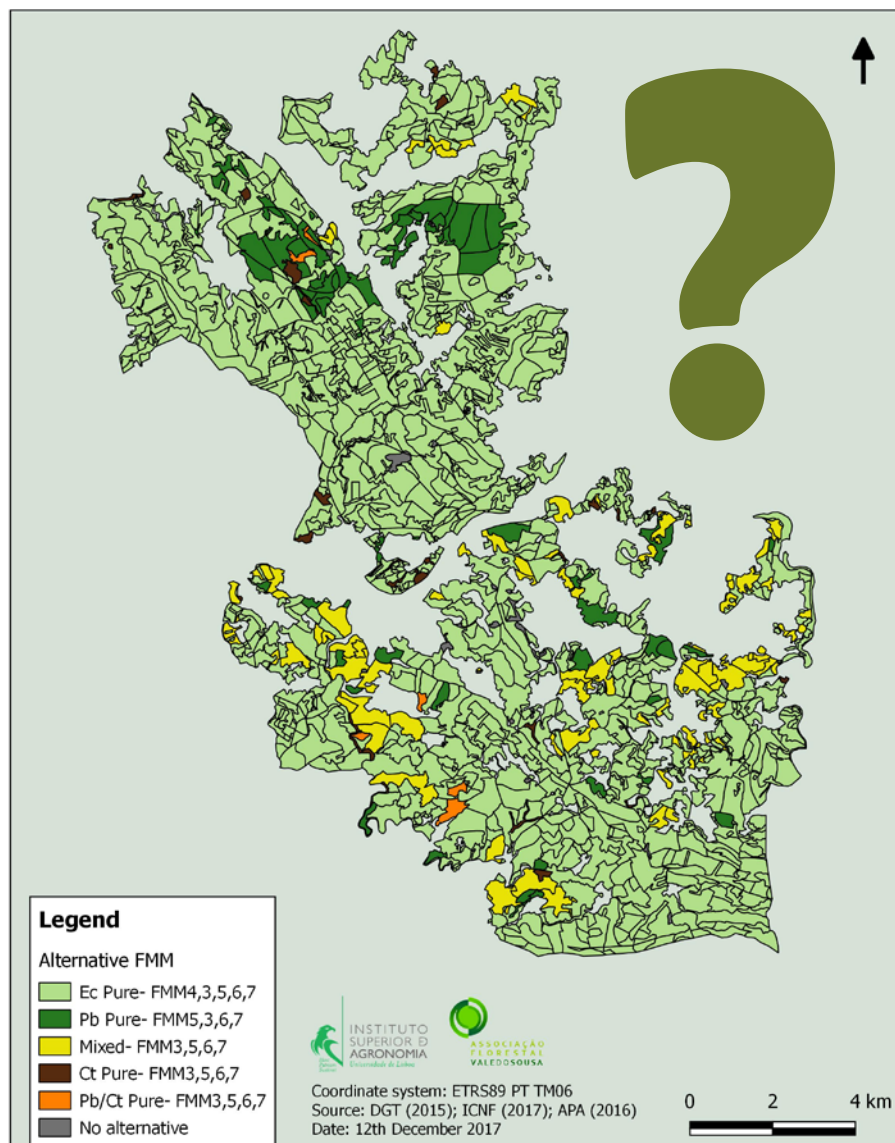 ?
Legend
Alternative FMM
Ec Pure- FMM4,3,5,6,7
Pb Pure- FMM5,3,6,7
Mixed- FMM3,5,6,7
Ct Pure- FMM3,5,6,7
Pb/Ct Pure- FMM3,5,6,7
No alternative
INSTITUTO
SUPERIOR D
AGRONOMIA
Universidade de Lisboa
ASSOCIAÇÃO
FLORESTAL
VALEDOSOUSA
Coordinate system: ETRS89 PT TM06
Source: DGT (2015); ICNF (2017); APA (2016)
Date: 12th December 2017
0 2 4 km